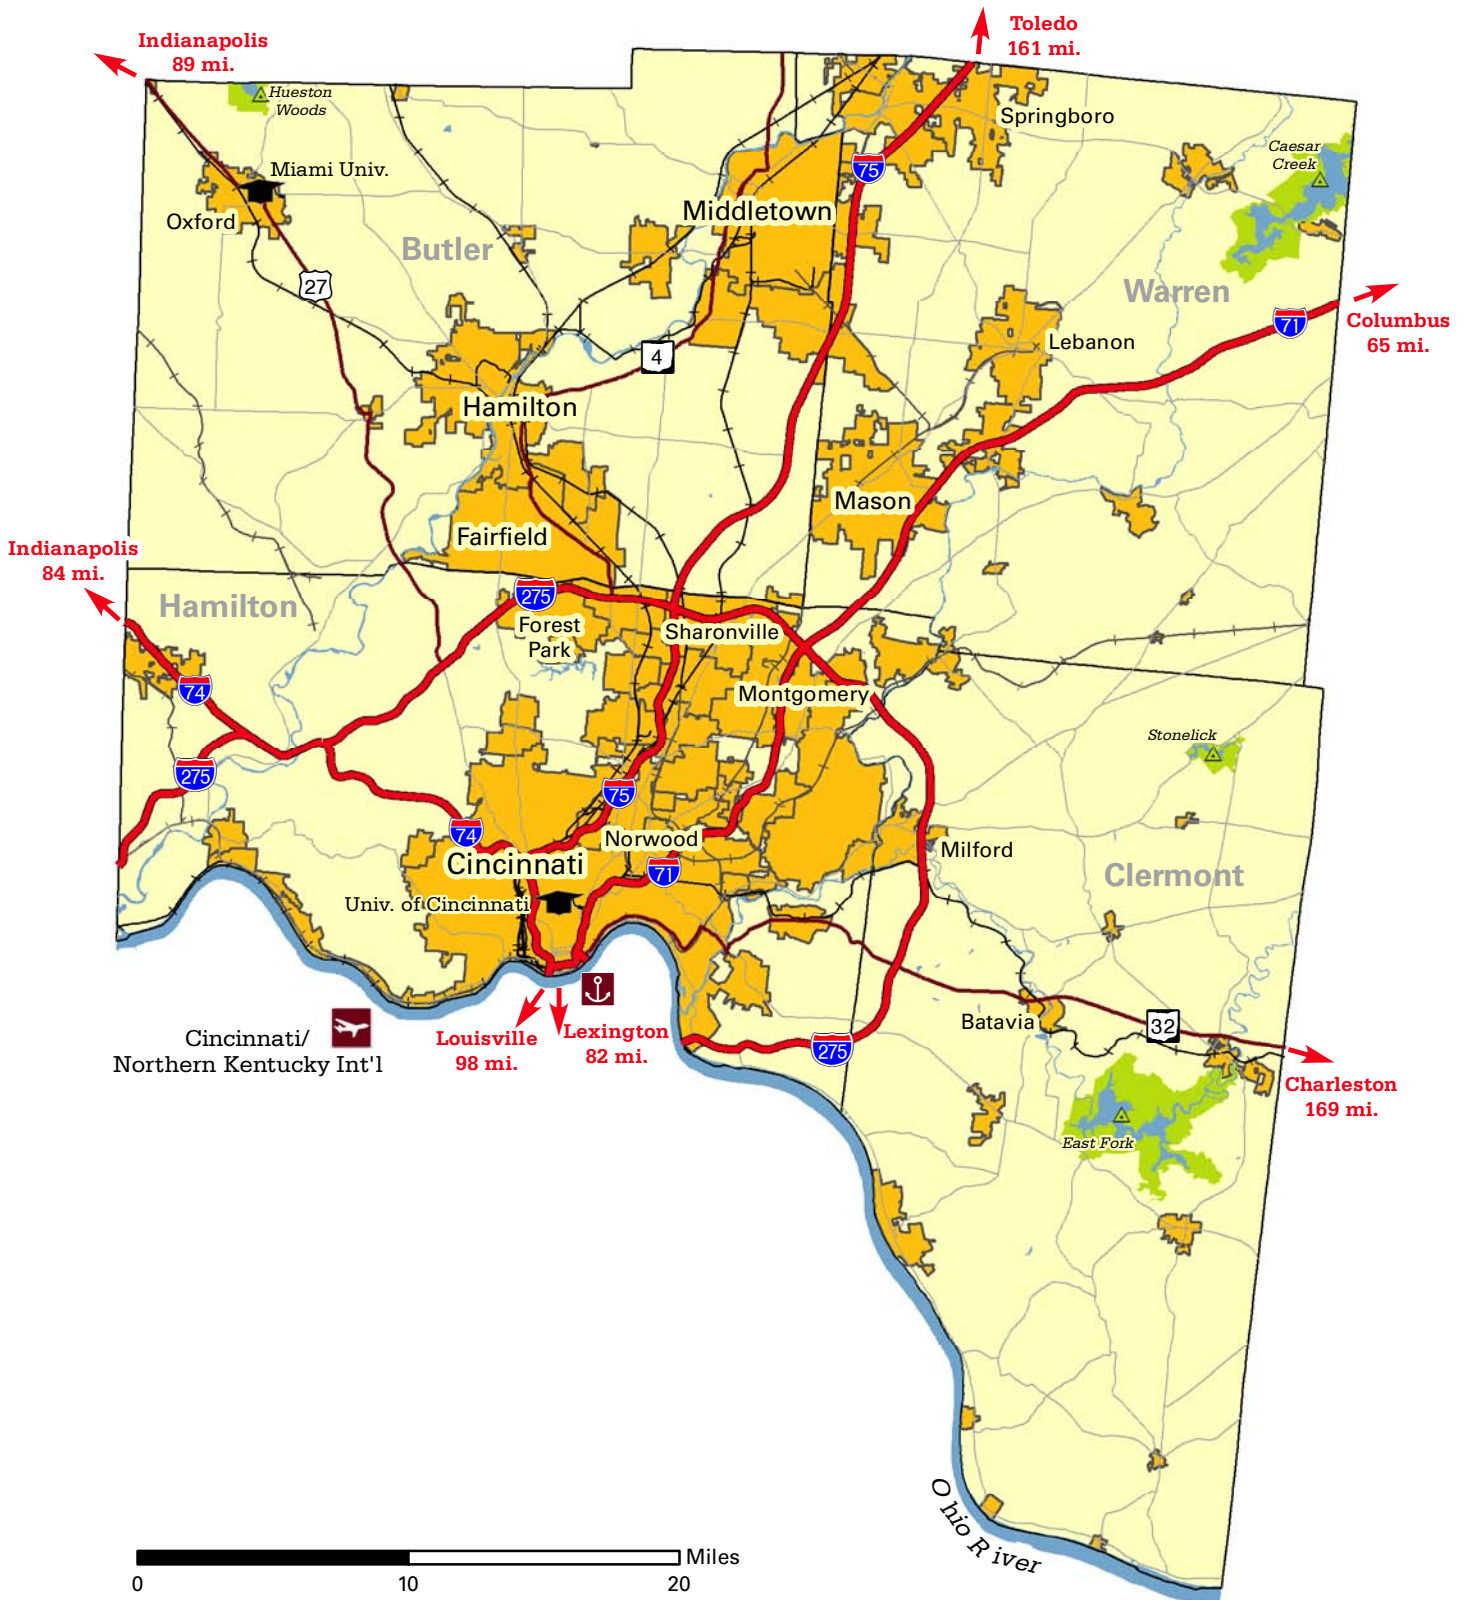 Toledo
161 mi.
Indianapolis
89 mi.
Hueston
Woods
Springboro
Caesar
Creek
75
Miami Univ.
Middletown
Oxford
Butler
27
Warren
71
Columbus
65 mi.
Lebanon
4
Hamilton
Mason
Fairfield
Indianapolis
84 mi.
275
Hamilton
Forest
Park
Sharonville
74
Montgomery
Stonelick
275
75
74
Norwood
Milford
Cincinnati
71
Clermont
Univ. of Cincinnati
Cincinnati/
Northern Kentucky Int'l
Louisville
98 mi.
Lexington
82 mi.
Batavia
32
275
Charleston
169 mi.
East Fork
Ohio River
Miles
0
10
20